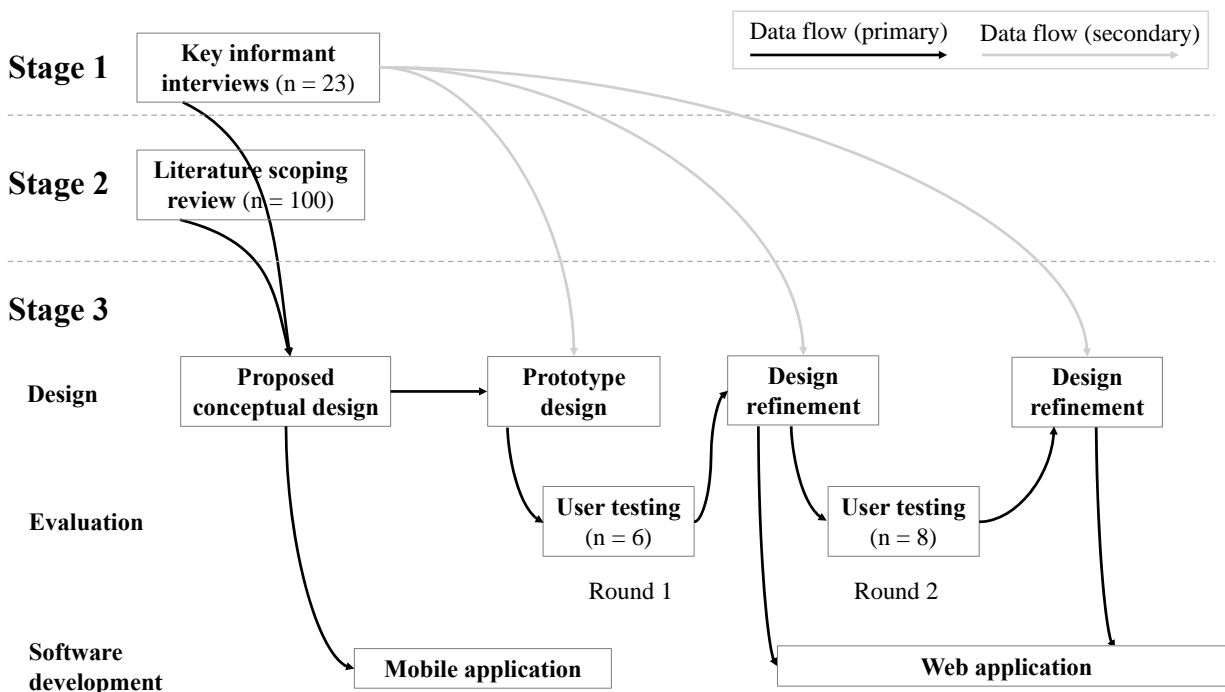 Data flow (primary)
Data flow (secondary)
Stage 1
Key informant
interviews (n = 23)
Stage 2
Literature scoping
review (n = 100)
Stage 3
Design
Proposed
conceptual design
Prototype
design
Design
refinement
Design
refinement
Evaluation
User testing
(n = 6)
User testing
(n = 8)
Round 1
Round 2
Software
development
Mobile application
Web application